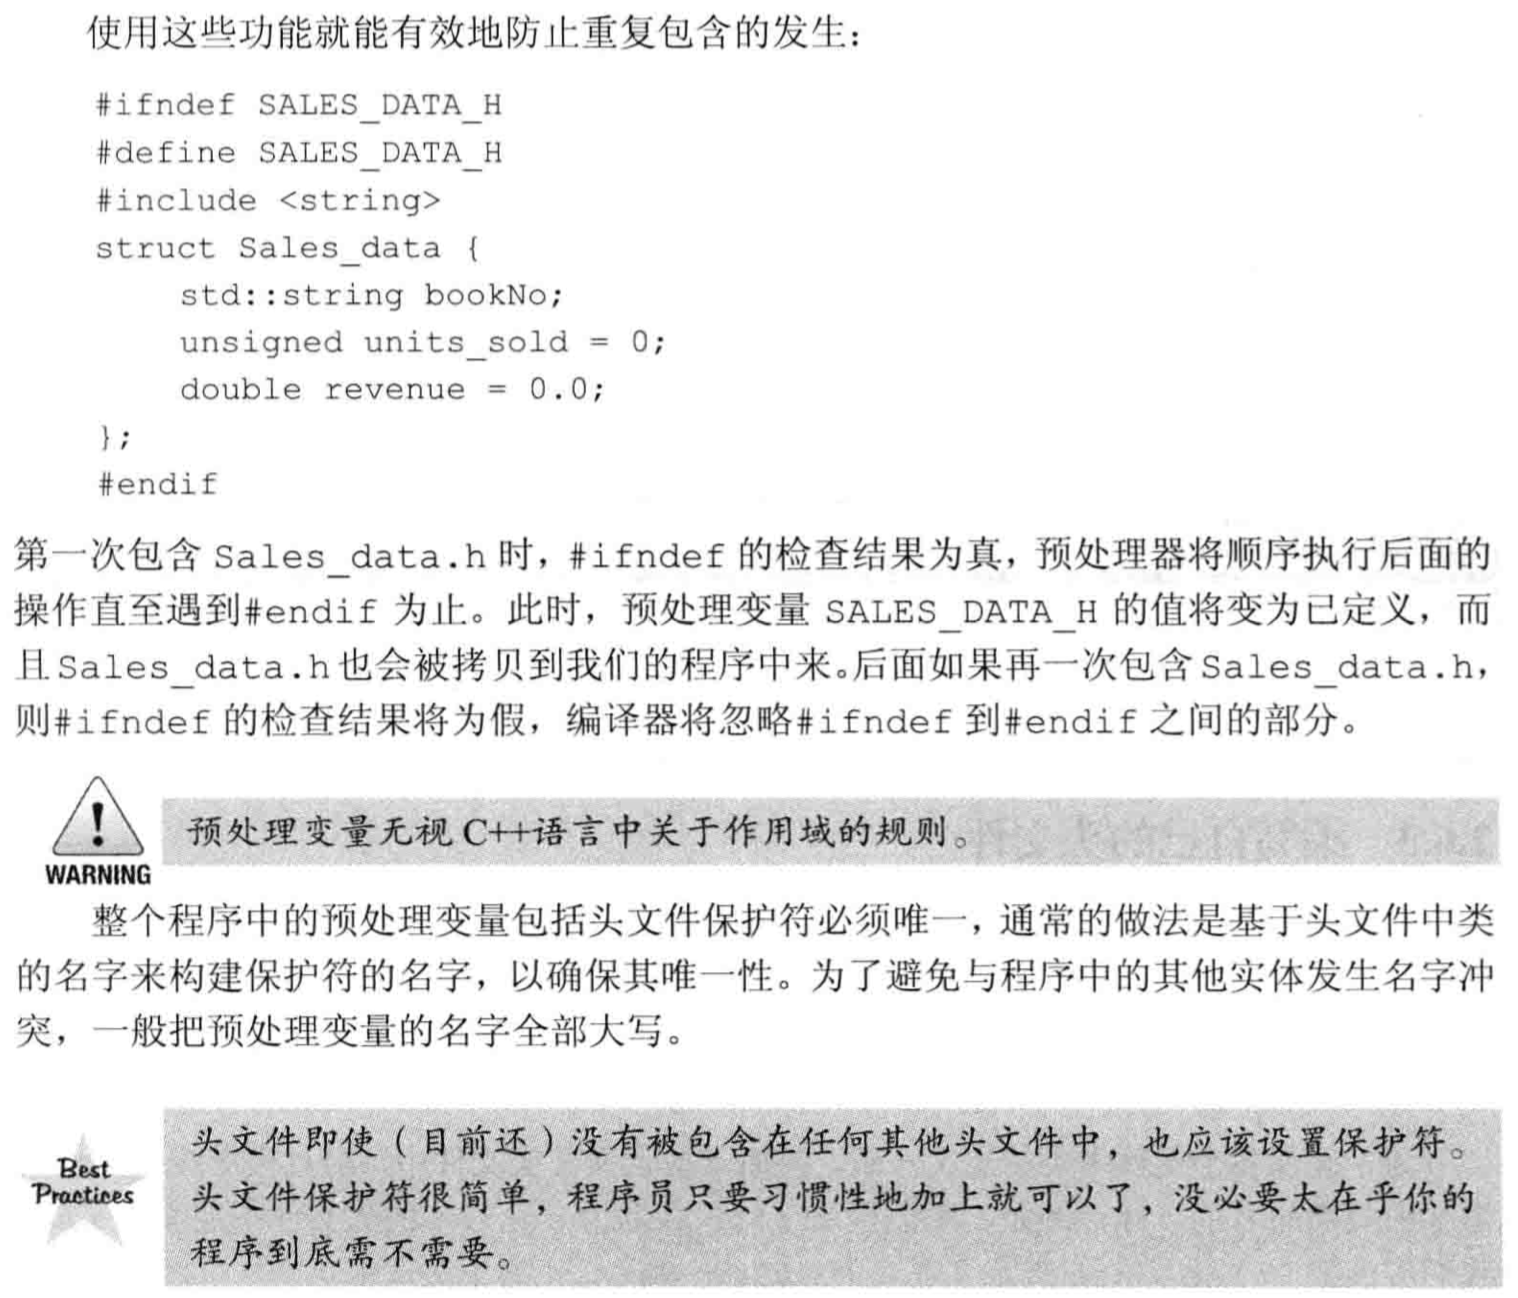 使用这些功能就能有效地防止重复包含的发生：
#ifndef SALES_DATA_H
#define SALES_DATA_H
#include <string>
struct Sales_data {
    std::string bookNo;
    unsigned units_sold = 0;
    double revenue = 0.0;
};
#endif
第一次包含 Sales_data.h 时，#ifndef 的检查结果为真，预处理器将顺序执行后面的
操作直至遇到#endif 为止。此时，预处理变量 SALES_DATA_H 的值将变为已定义，而
且 Sales_data.h 也会被拷贝到我们的程序中来。后面如果再一次包含 Sales_data.h，
则#ifndef 的检查结果将为假，编译器将忽略#ifndef 到#endif 之间的部分。
预处理变量无视 C++语言中关于作用域的规则。
WARNING
整个程序中的预处理变量包括头文件保护符必须唯一，通常的做法是基于头文件中类
的名字来构建保护符的名字，以确保其唯一性。为了避免与程序中的其他实体发生名字冲
突，一般把预处理变量的名字全部大写。
Best
Practices
头文件即使（目前还）没有被包含在任何其他头文件中，也应该设置保护符。
头文件保护符很简单，程序员只要习惯性地加上就可以了，没必要太在乎你的
程序到底需不需要。